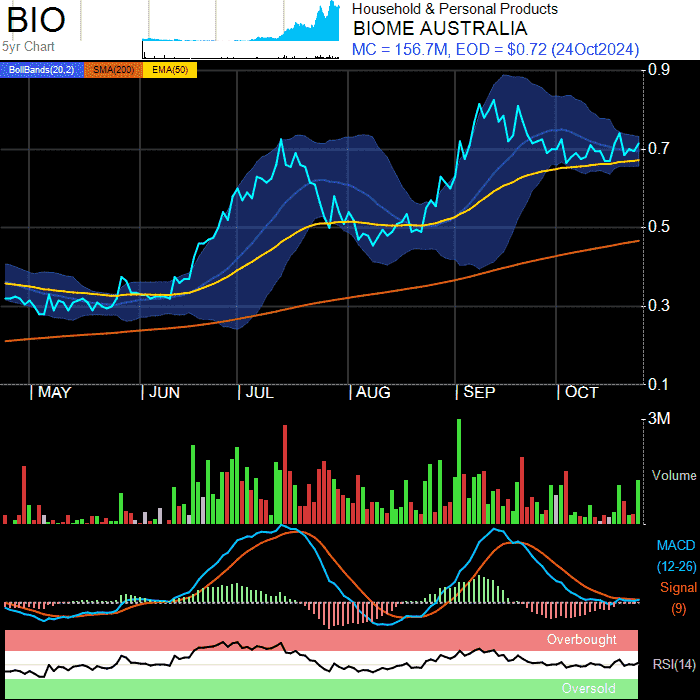 BIO
5yr Chart
Household & Personal Products
BIOME AUSTRALIA
MC = 156.7M, EOD = $0.72 (24Oct2024)
BollBands(20,2) SMA(200) EMA(50)
0.9
0.7
0.5
0.3
0.1
MAY JUN JUL AUG SEP OCT
3M
Volume
MACD
(12-26)
Signal
(9)
Overbought
RSI(14)
Oversold